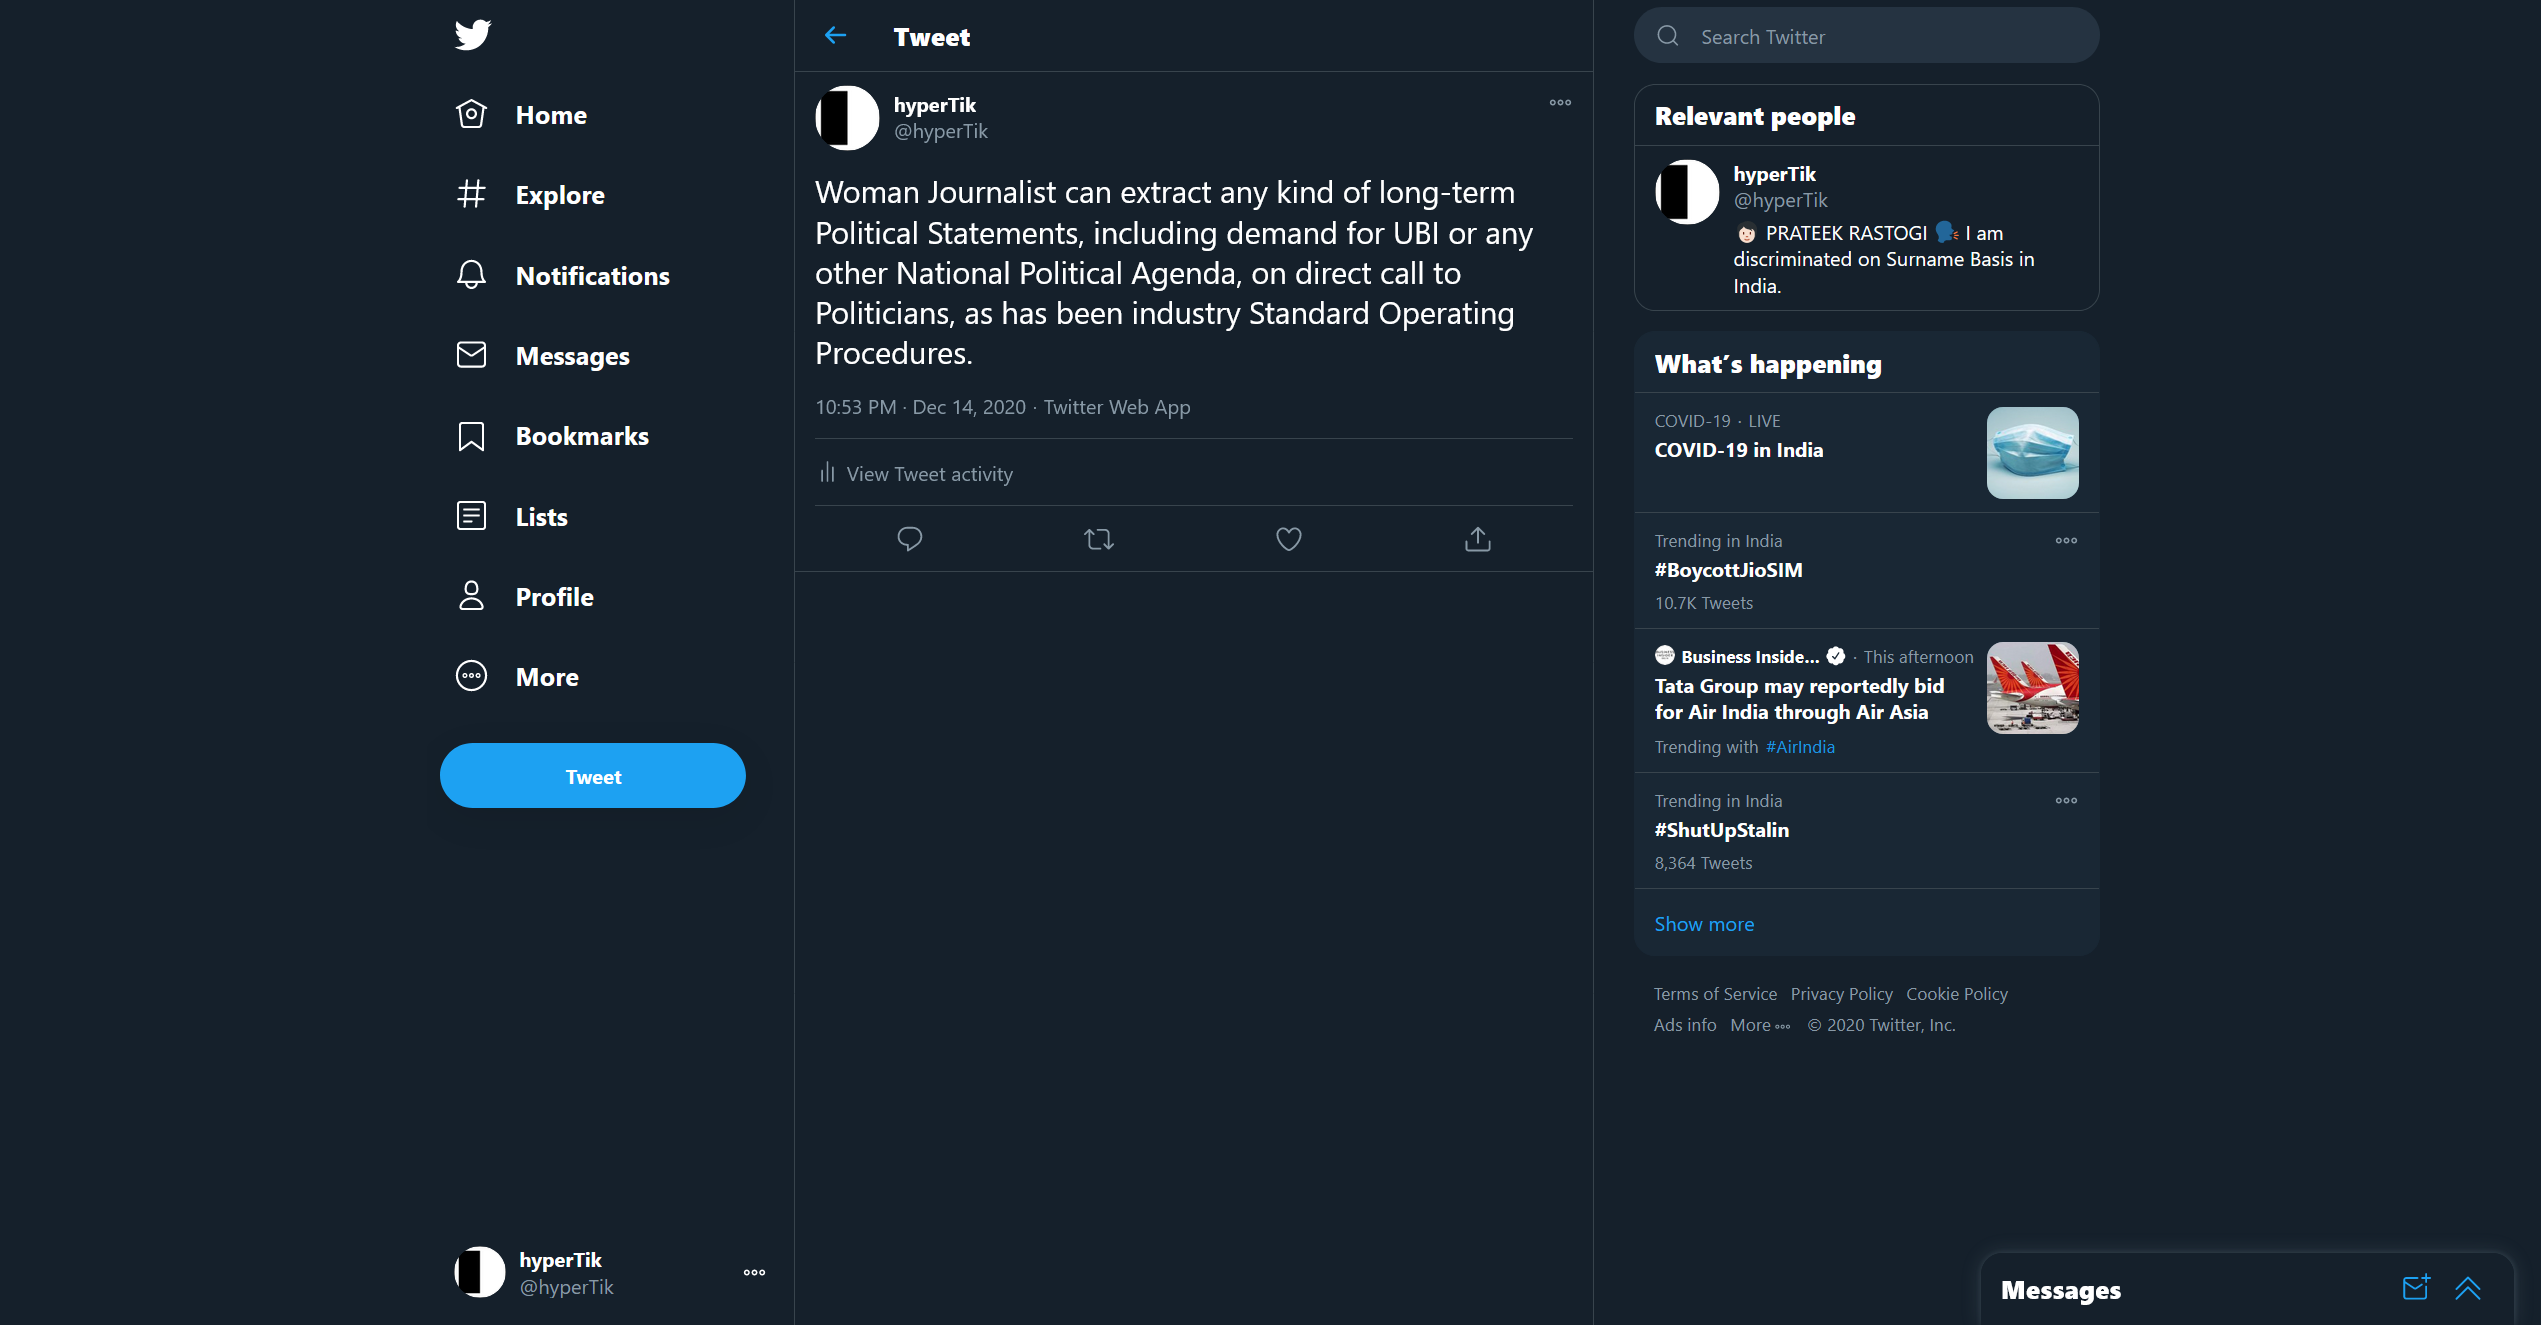 Home
Explore
Notifications
Messages
Bookmarks
Lists
Profile
More
Tweet
hyperTik
@hyperTik
Tweet
hyperTik
@hyperTik
Woman Journalist can extract any kind of long-term
Political Statements, including demand for UBI or any
other National Political Agenda, on direct call to
Politicians, as has been industry Standard Operating
Procedures.
10:53 PM · Dec 14, 2020 · Twitter Web App
View Tweet activity
Search Twitter
Relevant people
hyperTik
@hyperTik
PRATEEK RASTOGI I am
discriminated on Surname Basis in
India.
What's happening
COVID-19 · LIVE
COVID-19 in India
Trending in India
#BoycottJioSIM
10.7K Tweets
Business Inside... · This afternoon
Tata Group may reportedly bid
for Air India through Air Asia
Trending with #AirIndia
Trending in India
#ShutUpStalin
8,364 Tweets
Show more
Terms of Service Privacy Policy Cookie Policy
Ads info More © 2020 Twitter, Inc.
Messages